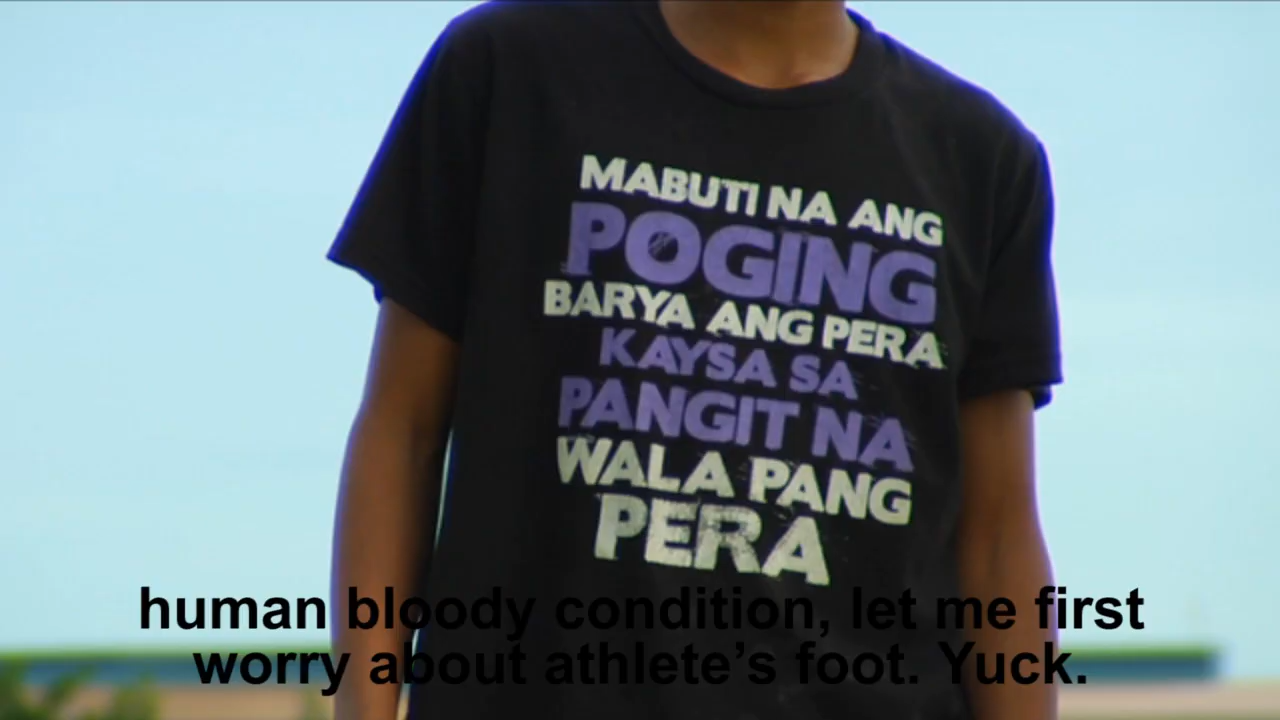 MABUTI NA ANG
POGING
BARYA ANG PERA
KAYSA SA
PANGIT NA
WALA PANG
PERA
human bloody condition, let me first
worry about athlete’s foot. Yuck.